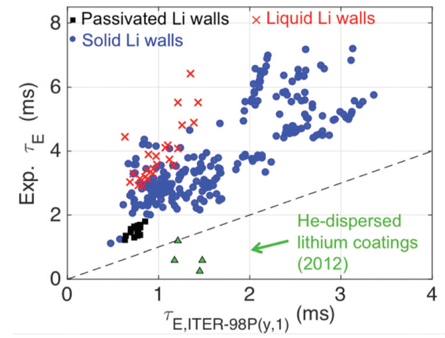 8
Passivated Li walls
Liquid Li walls
Solid Li walls
6
Exp. τE (ms)
4
2
He-dispersed
lithium coatings
(2012)
0
0 1 2 3 4
τE,ITER-98P(y,1) (ms)